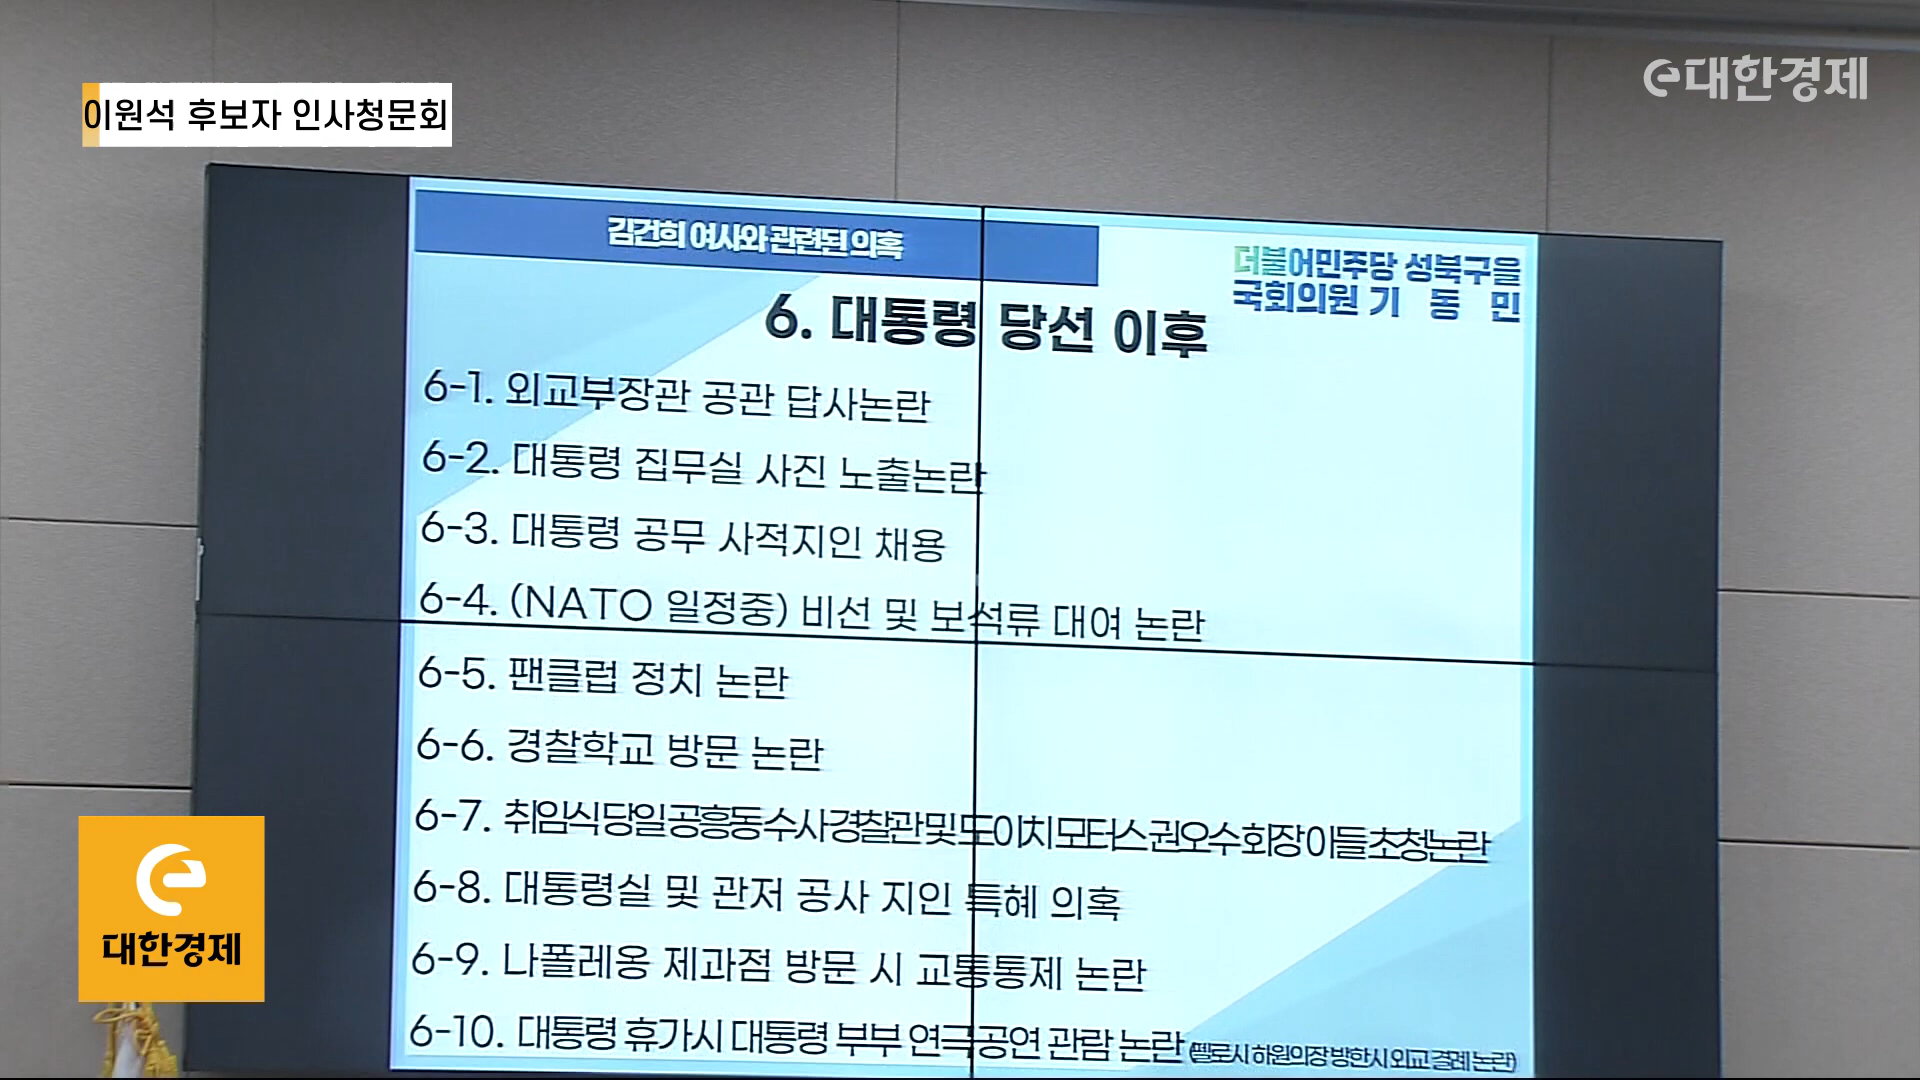 이원석 후보자 인사청문회
e대한경제
김건희 여사와 관련된 의혹
더불어민주당 성북구을
국회의원 기 동 민
6. 대통령 당선 이후
6-1. 외교부장관 공관 답사논란
6-2. 대통령 집무실 사진 노출논란
6-3. 대통령 공무 사적지인 채용
6-4. (NATO 일정중) 비선 및 보석류 대여 논란
6-5. 팬클럽 정치 논란
6-6. 경찰학교 방문 논란
6-7. 취임식 당일 공흥동 수사경찰관 및 도이치 모터스 권오수 회장 아들 초청논란
6-8. 대통령실 및 관저 공사 지인 특혜 의혹
6-9. 나폴레옹 제과점 방문 시 교통통제 논란
6-10. 대통령 휴가시 대통령 부부 연극공연 관람 논란 (펠로시 하원의장 방한시 외교 결례 논란)
e
대한경제